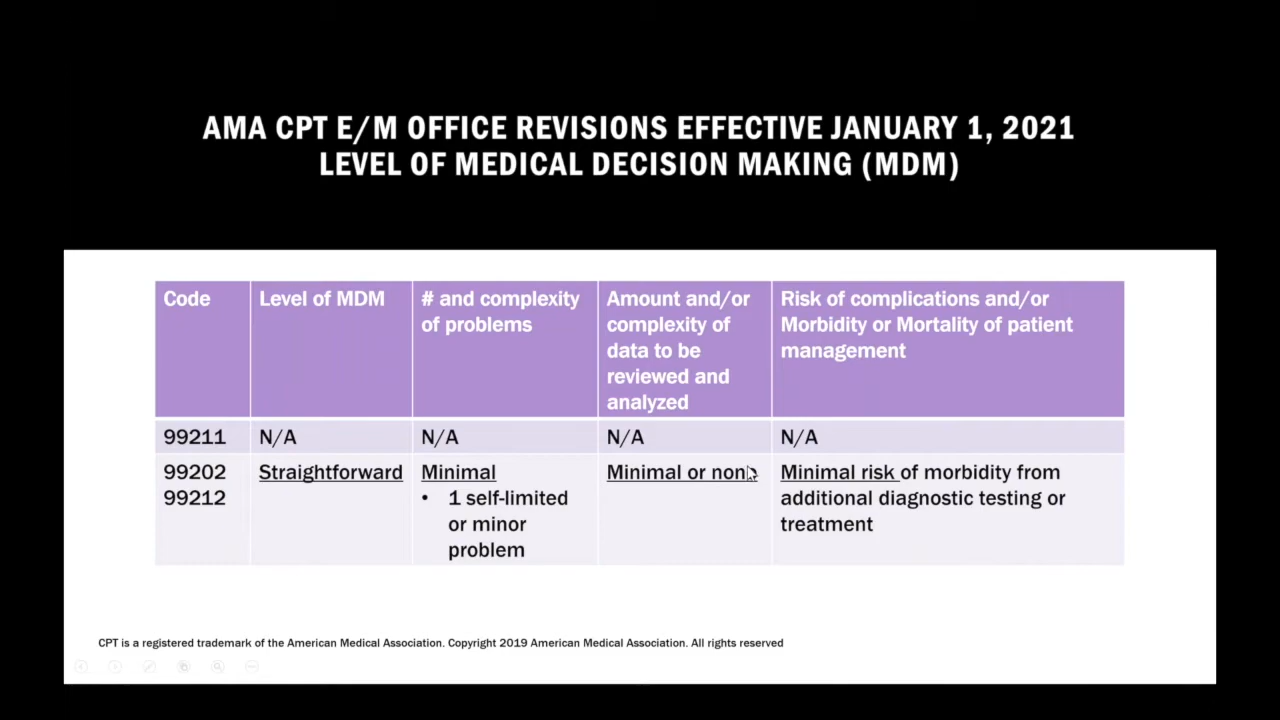 AMA CPT E/M OFFICE REVISIONS EFFECTIVE JANUARY 1, 2021
LEVEL OF MEDICAL DECISION MAKING (MDM)
Code
Level of MDM
# and complexity
of problems
Amount and/or
complexity of
data to be
reviewed and
analyzed
Risk of complications and/or
Morbidity or Mortality of patient
management
99211
N/A
N/A
N/A
N/A
99202
99212
Straightforward
Minimal
• 1 self-limited
or minor
problem
Minimal or none
Minimal risk of morbidity from
additional diagnostic testing or
treatment
CPT is a registered trademark of the American Medical Association. Copyright 2019 American Medical Association. All rights reserved